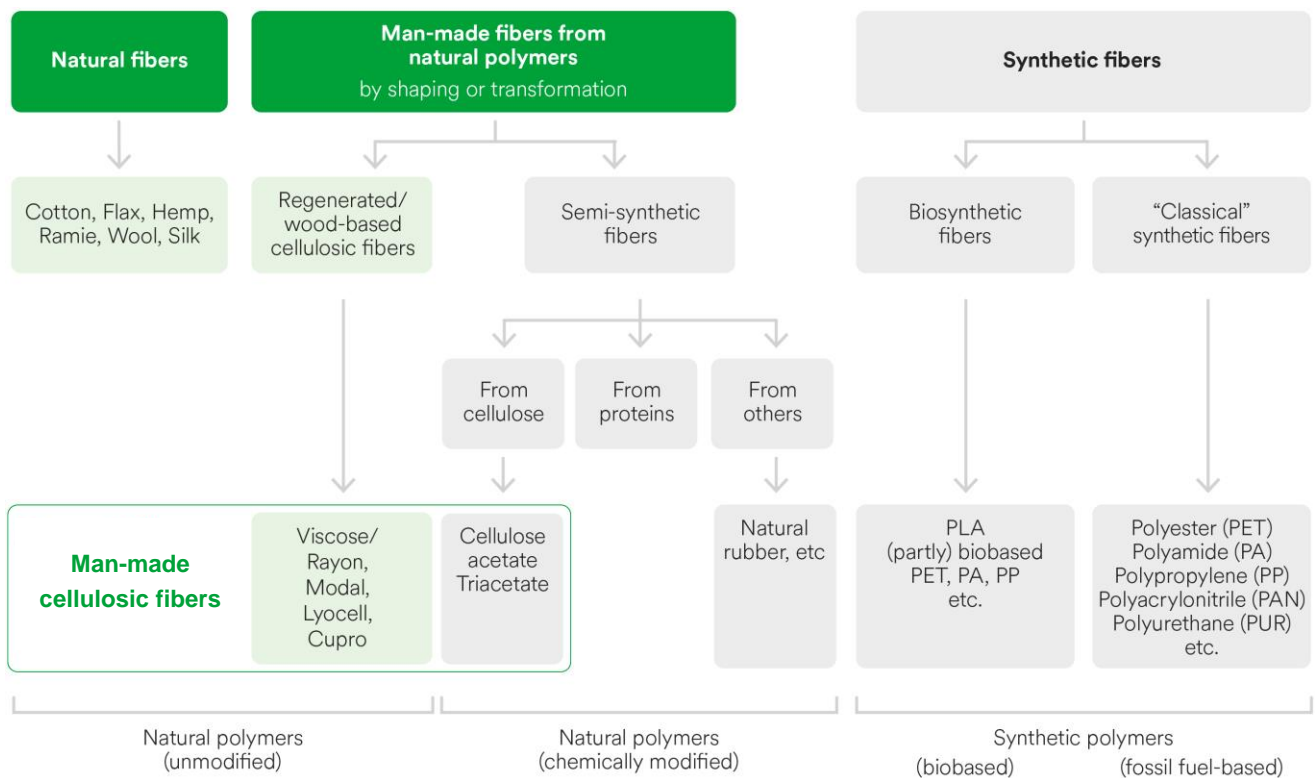 Natural fibers
Man-made fibers from
natural polymers
by shaping or transformation
Synthetic fibers
Cotton, Flax, Hemp,
Ramie, Wool, Silk
Regenerated/
wood-based
cellulosic fibers
Semi-synthetic
fibers
Biosynthetic
fibers
“Classical”
synthetic fibers
From
cellulose
From
proteins
From
others
Man-made
cellulosic fibers
Viscose/
Rayon,
Modal,
Lyocell,
Cupro
Cellulose
acetate
Triacetate
Natural
rubber, etc
PLA
(partly) biobased
PET, PA, PP
etc.
Polyester (PET)
Polyamide (PA)
Polypropylene (PP)
Polyacrylonitrile (PAN)
Polyurethane (PUR)
etc.
Natural polymers
(unmodified)
Natural polymers
(chemically modified)
Synthetic polymers
(biobased)
(fossil fuel-based)